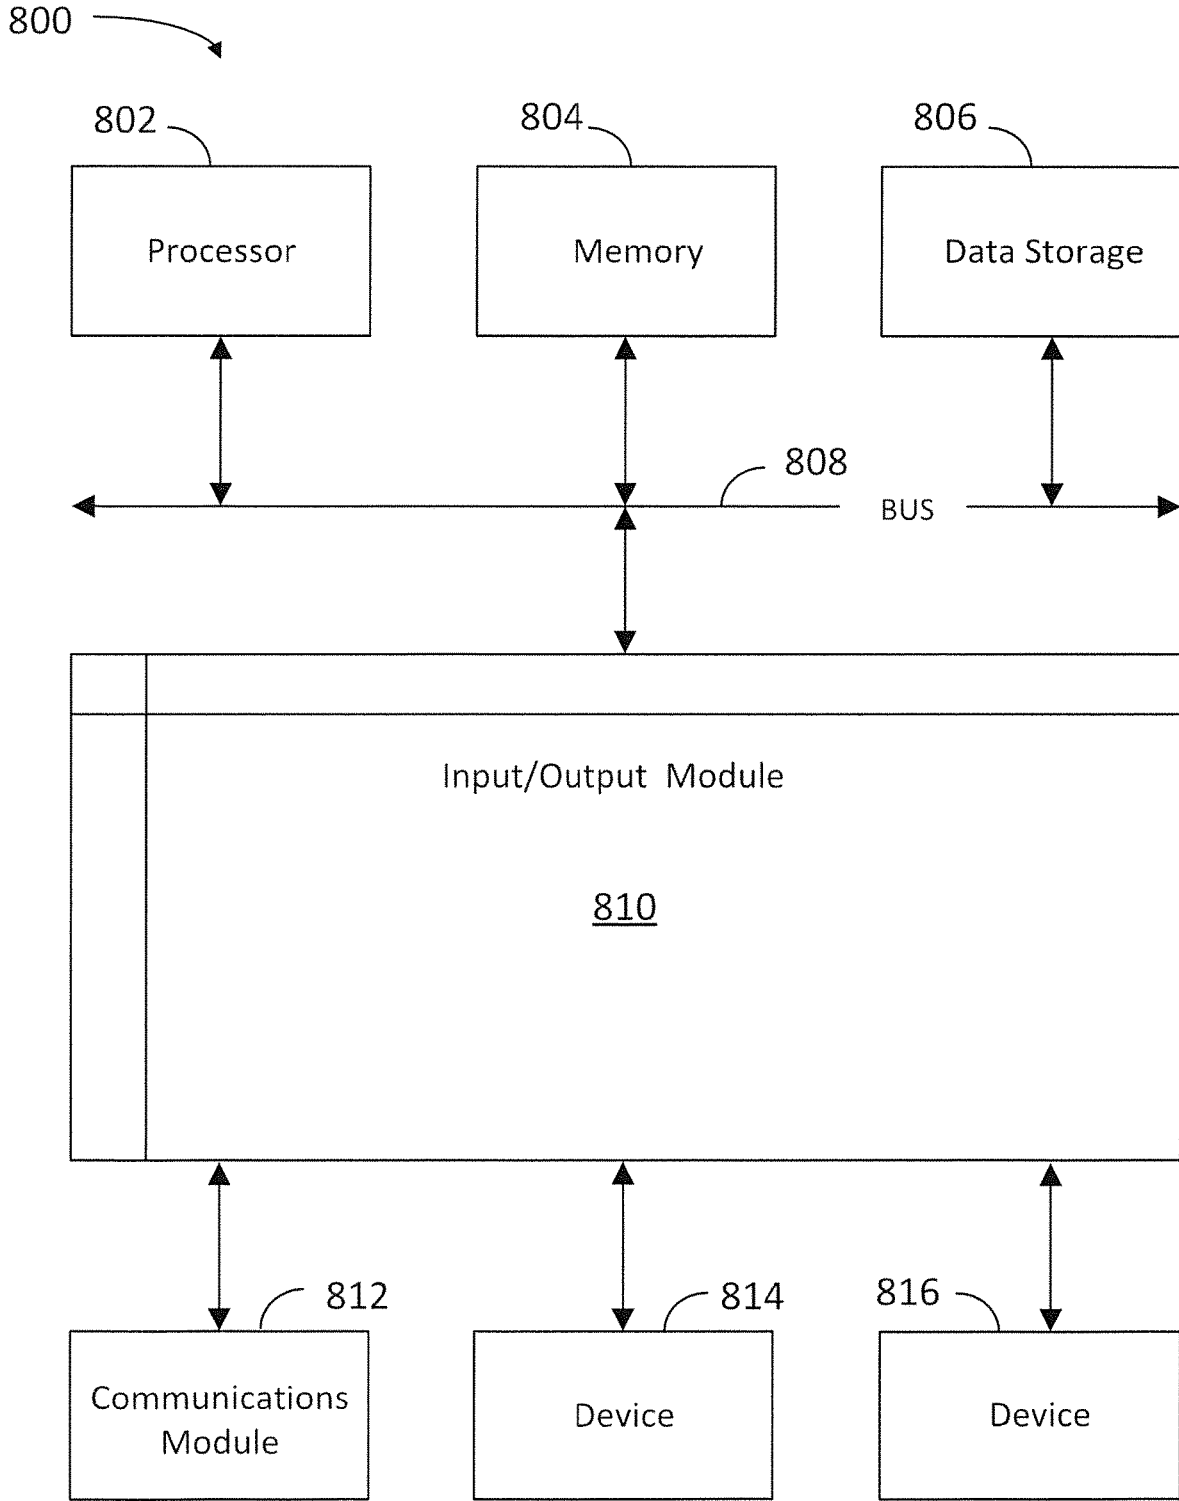 800
802
804
806
Processor
Memory
Data Storage
808
BUS
Input/Output Module
810
812
814
816
Communications
Module
Device
Device